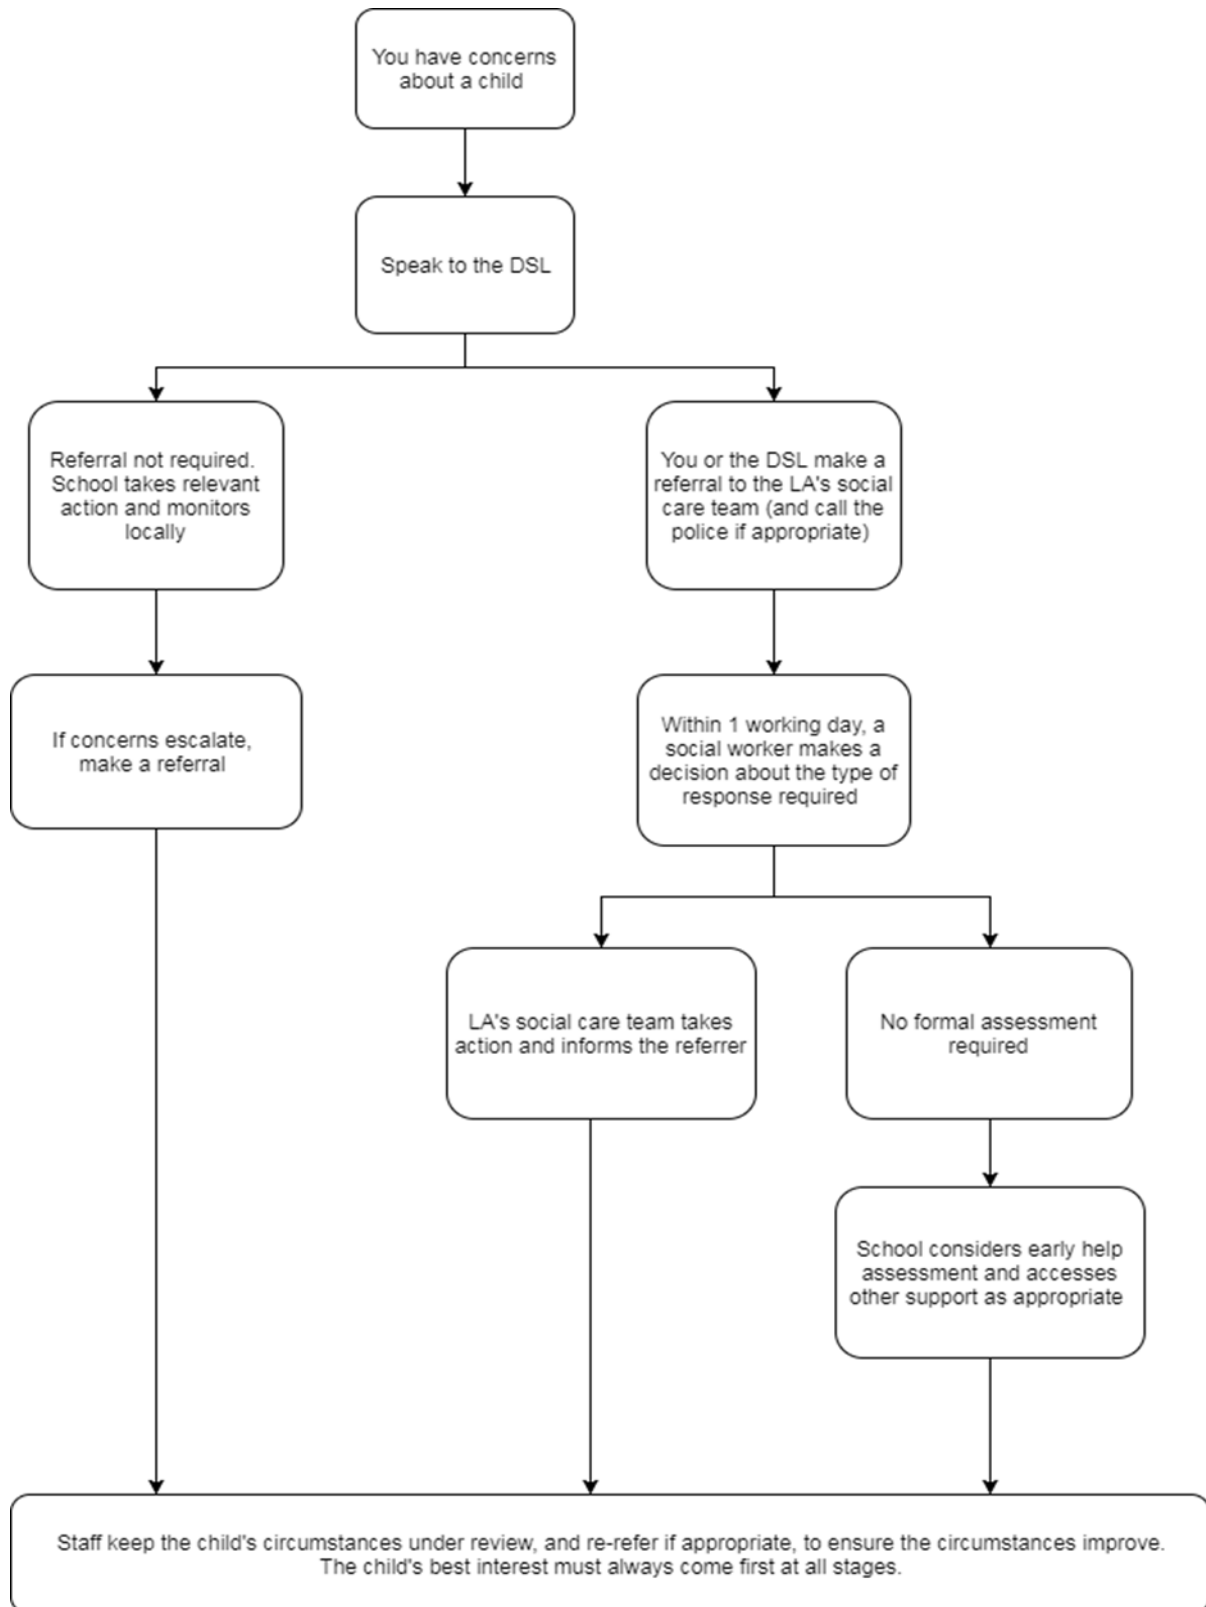 You have concerns
about a child
Speak to the DSL
Referral not required.
School takes relevant
action and monitors
locally
You or the DSL make a
referral to the LA's social
care team (and call the
police if appropriate)
If concerns escalate,
make a referral
Within 1 working day, a
social worker makes a
decision about the type of
response required
LA's social care team takes
action and informs the referrer
No formal assessment
required
School considers early help
assessment and accesses
other support as appropriate
Staff keep the child's circumstances under review, and re-refer if appropriate, to ensure the circumstances improve.
The child's best interest must always come first at all stages.